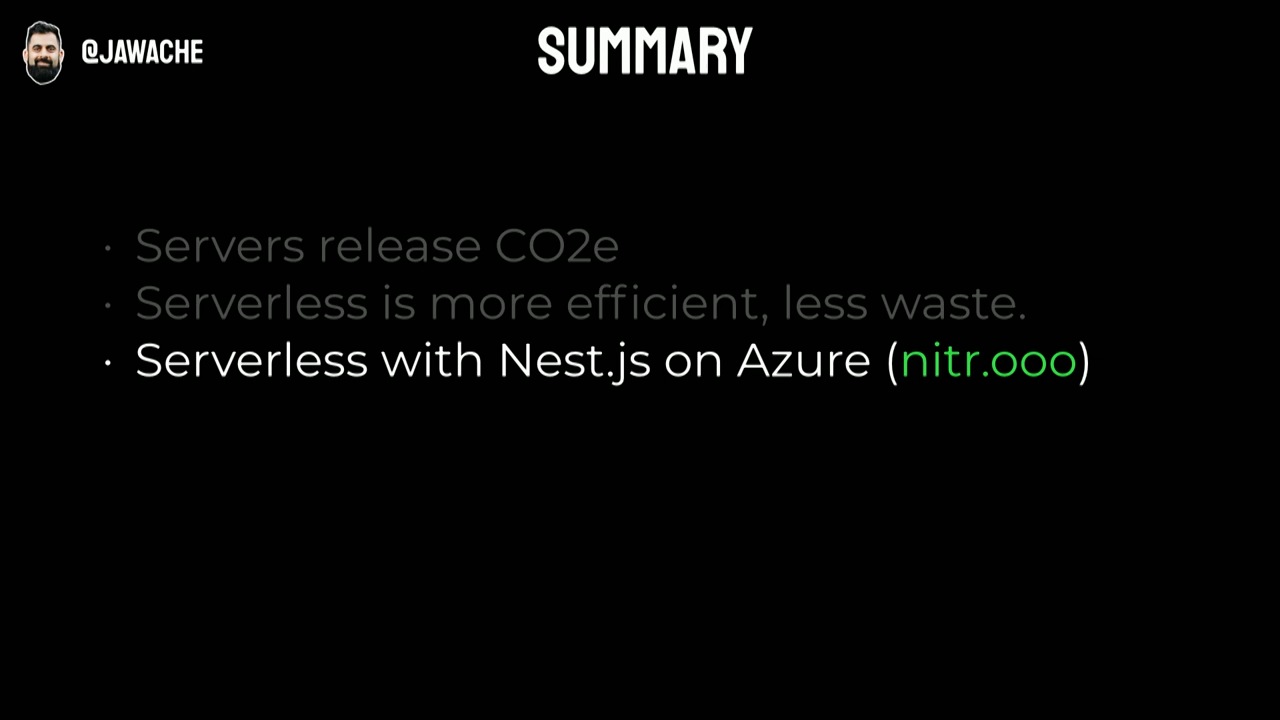 @JAWACHE
SUMMARY
· Servers release CO2e
· Serverless is more efficient, less waste.
· Serverless with Nest.js on Azure (nitr.ooo)